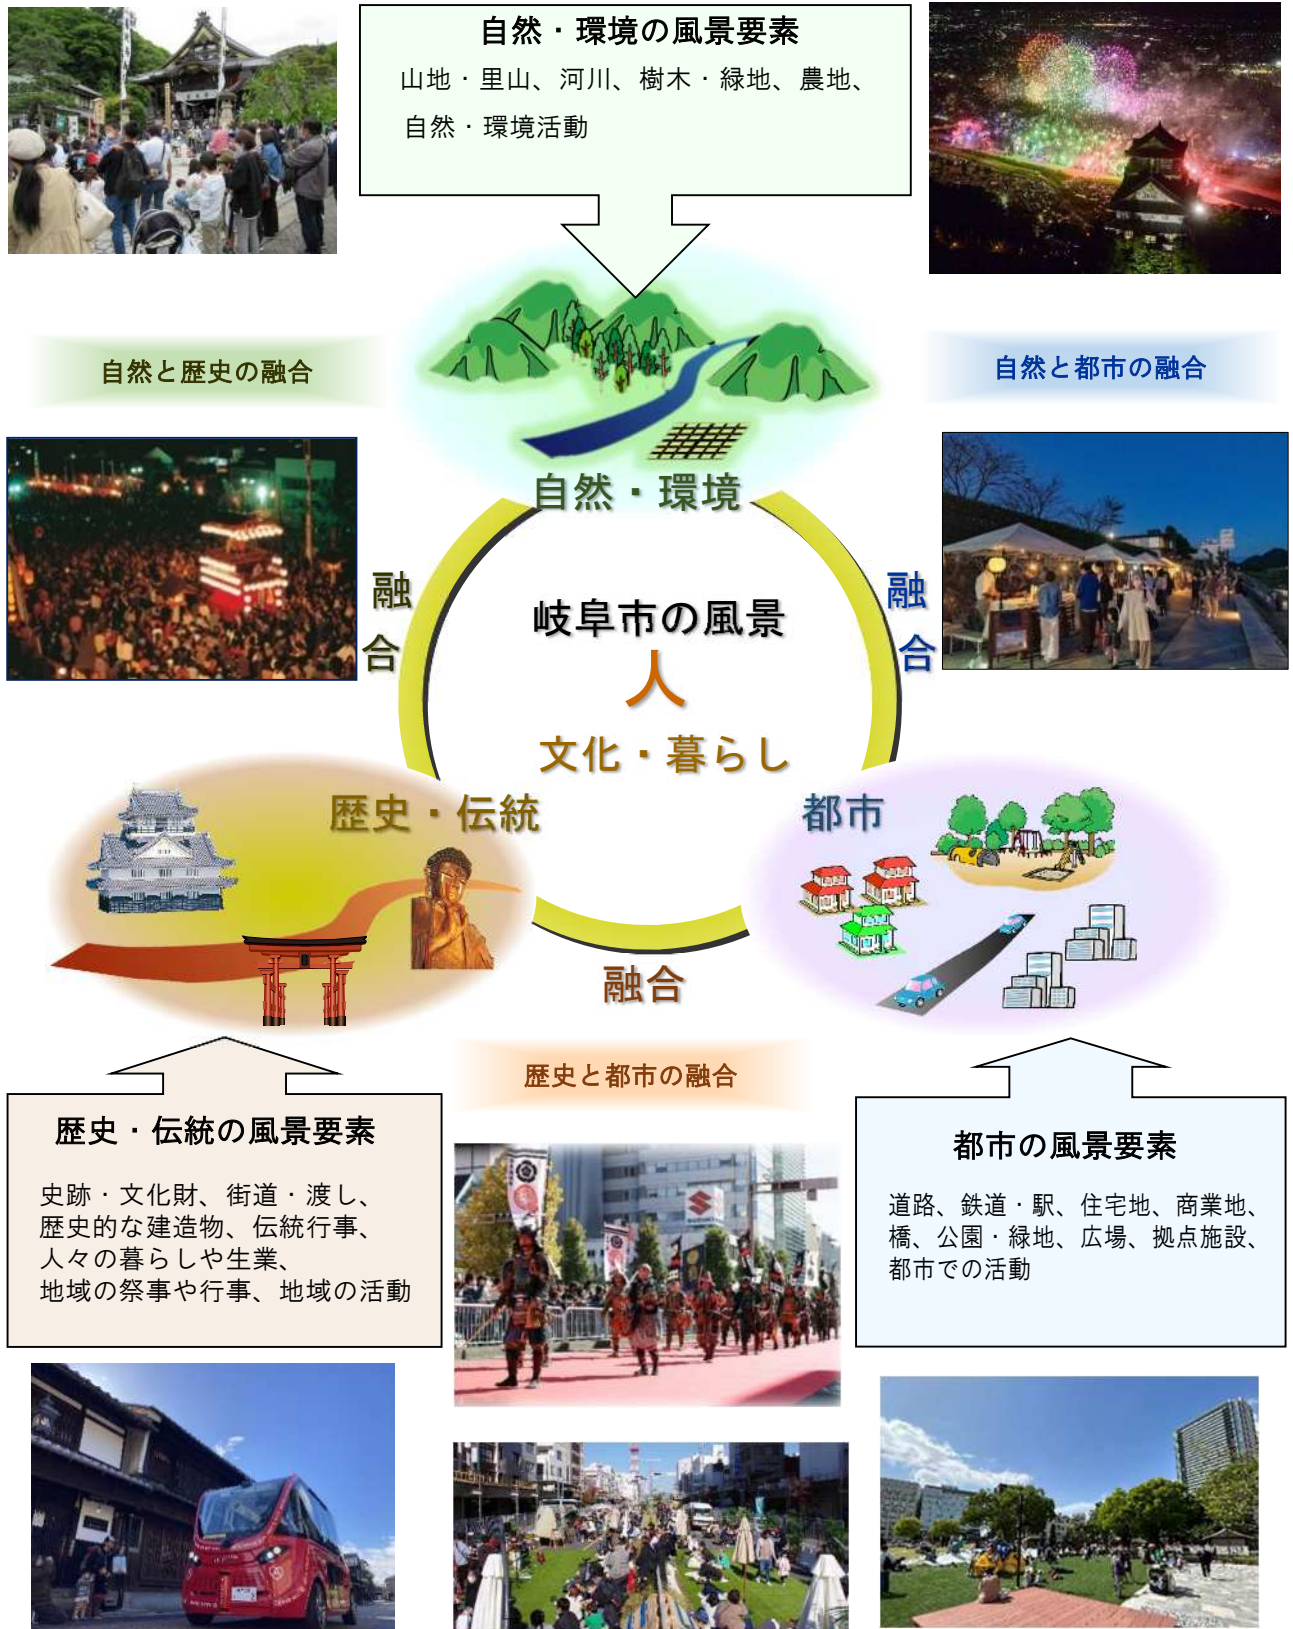 自然・環境の風景要素
山地・里山、河川、樹木・緑地、農地、
自然・環境活動
自然と歴史の融合
自然と都市の融合
自然・環境
融合
融合
岐阜市の風景
人
文化・暮らし
歴史・伝統
都市
融合
歴史と都市の融合
歴史・伝統の風景要素
史跡・文化財、街道・渡し、
歴史的な建造物、伝統行事、
人々の暮らしや生業、
地域の祭事や行事、地域の活動
都市の風景要素
道路、鉄道・駅、住宅地、商業地、
橋、公園・緑地、広場、拠点施設、
都市での活動